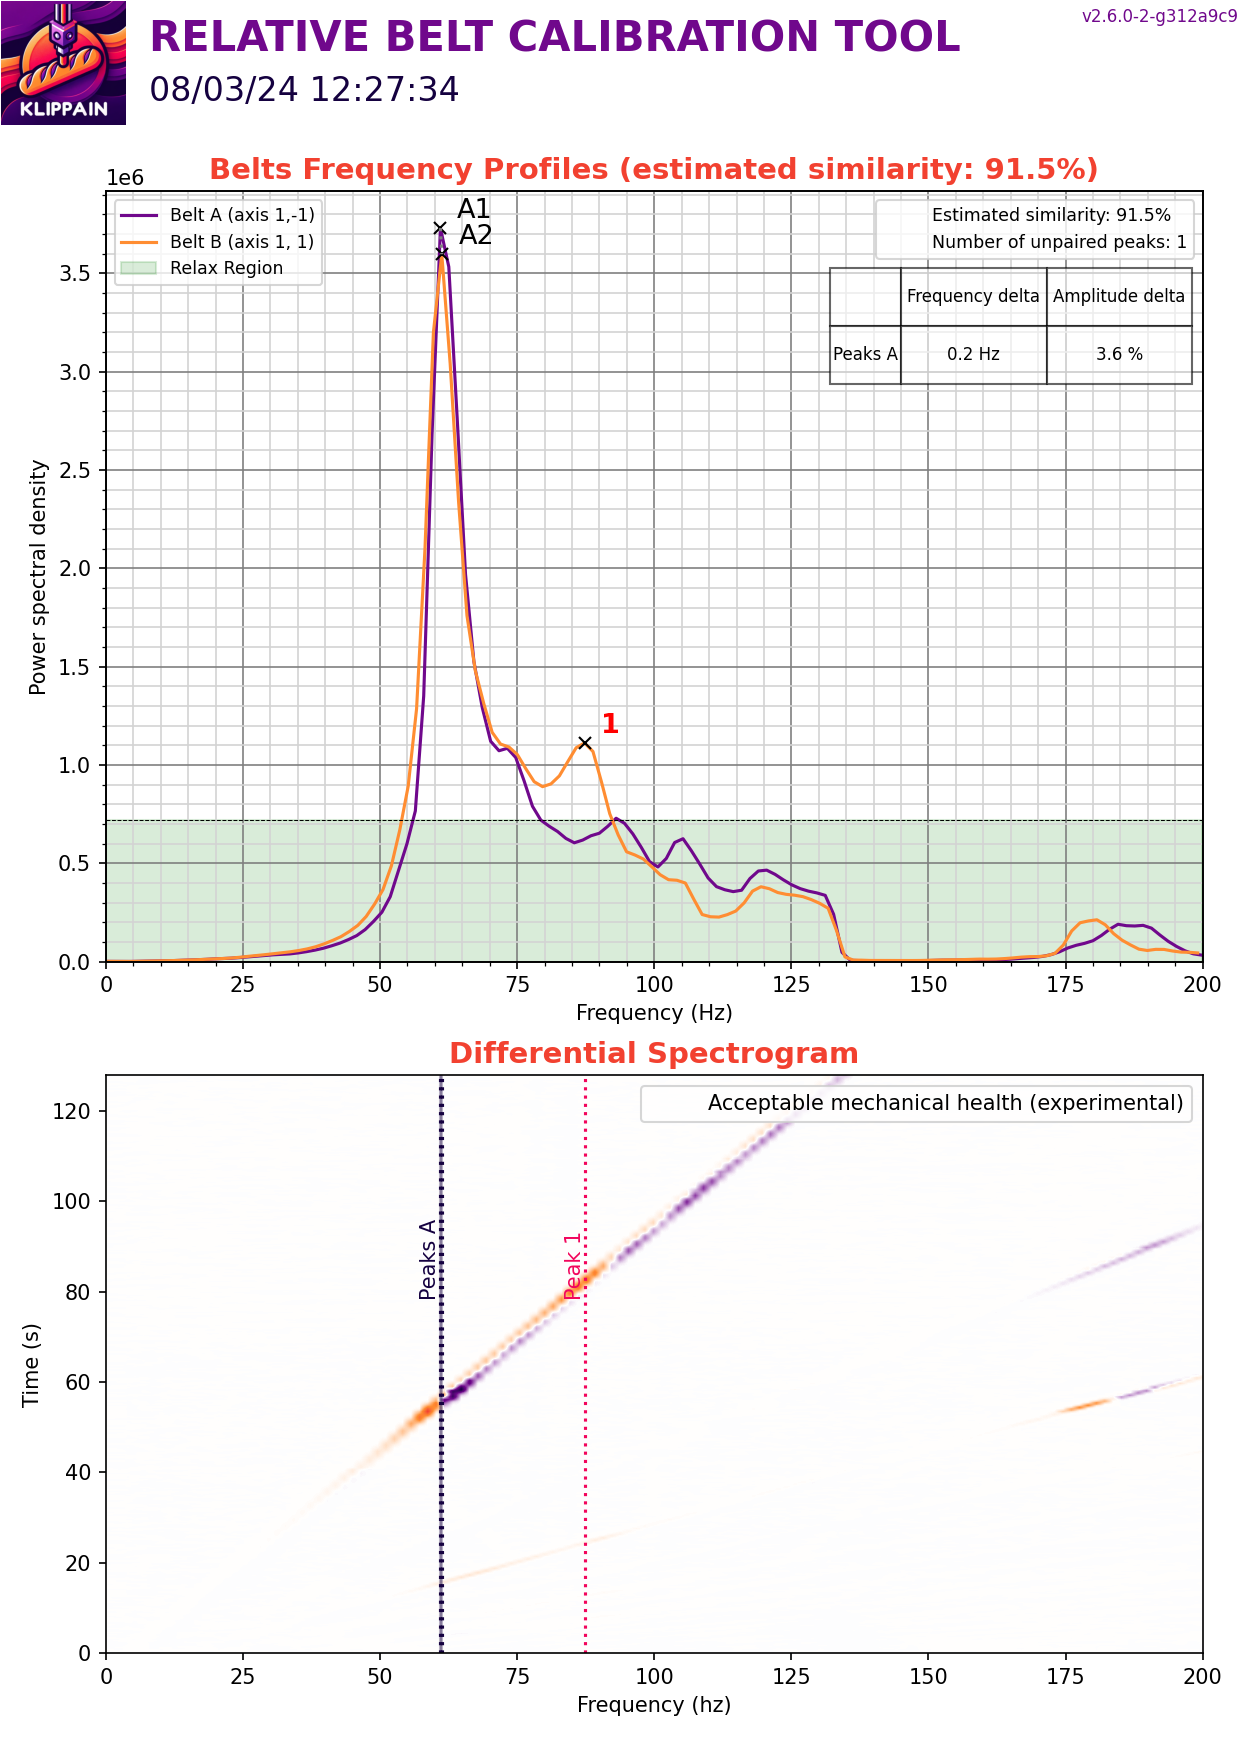 KLIPPAIN
RELATIVE BELT CALIBRATION TOOL
v2.6.0-2-g312a9c9
08/03/24 12:27:34
Belts Frequency Profiles (estimated similarity: 91.5%)
1e6
Belt A (axis 1,-1)
Belt B (axis 1, 1)
Relax Region
A1
A2
Estimated similarity: 91.5%
Number of unpaired peaks: 1
Frequency delta Amplitude delta
Peaks A 0.2 Hz 3.6 %
1
Power spectral density
3.5
3.0
2.5
2.0
1.5
1.0
0.5
0.0
0 25 50 75 100 125 150 175 200
Frequency (Hz)
Differential Spectrogram
Acceptable mechanical health (experimental)
Peaks A
Peak 1
Time (s)
120
100
80
60
40
20
0
0 25 50 75 100 125 150 175 200
Frequency (hz)